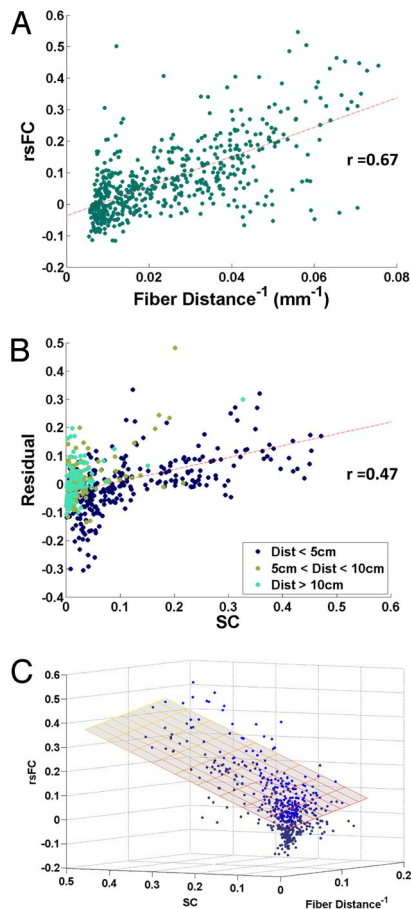 A
0.6
0.5
0.4
0.3
0.2
0.1
0
-0.1
-0.2
rsFC
r =0.67
0 0.02 0.04 0.06 0.08
Fiber Distance⁻¹ (mm⁻¹)
B
0.5
0.4
0.3
0.2
0.1
0
-0.1
-0.2
-0.3
-0.4
Residual
r =0.47
Dist < 5cm
5cm < Dist < 10cm
Dist > 10cm
0 0.1 0.2 0.3 0.4 0.5 0.6
SC
C
0.6
0.5
0.4
0.3
0.2
0.1
0
-0.1
-0.2
rsFC
0.5 0.4 0.3 0.2 0.1 0 0.1 0.2
SC
Fiber Distance⁻¹